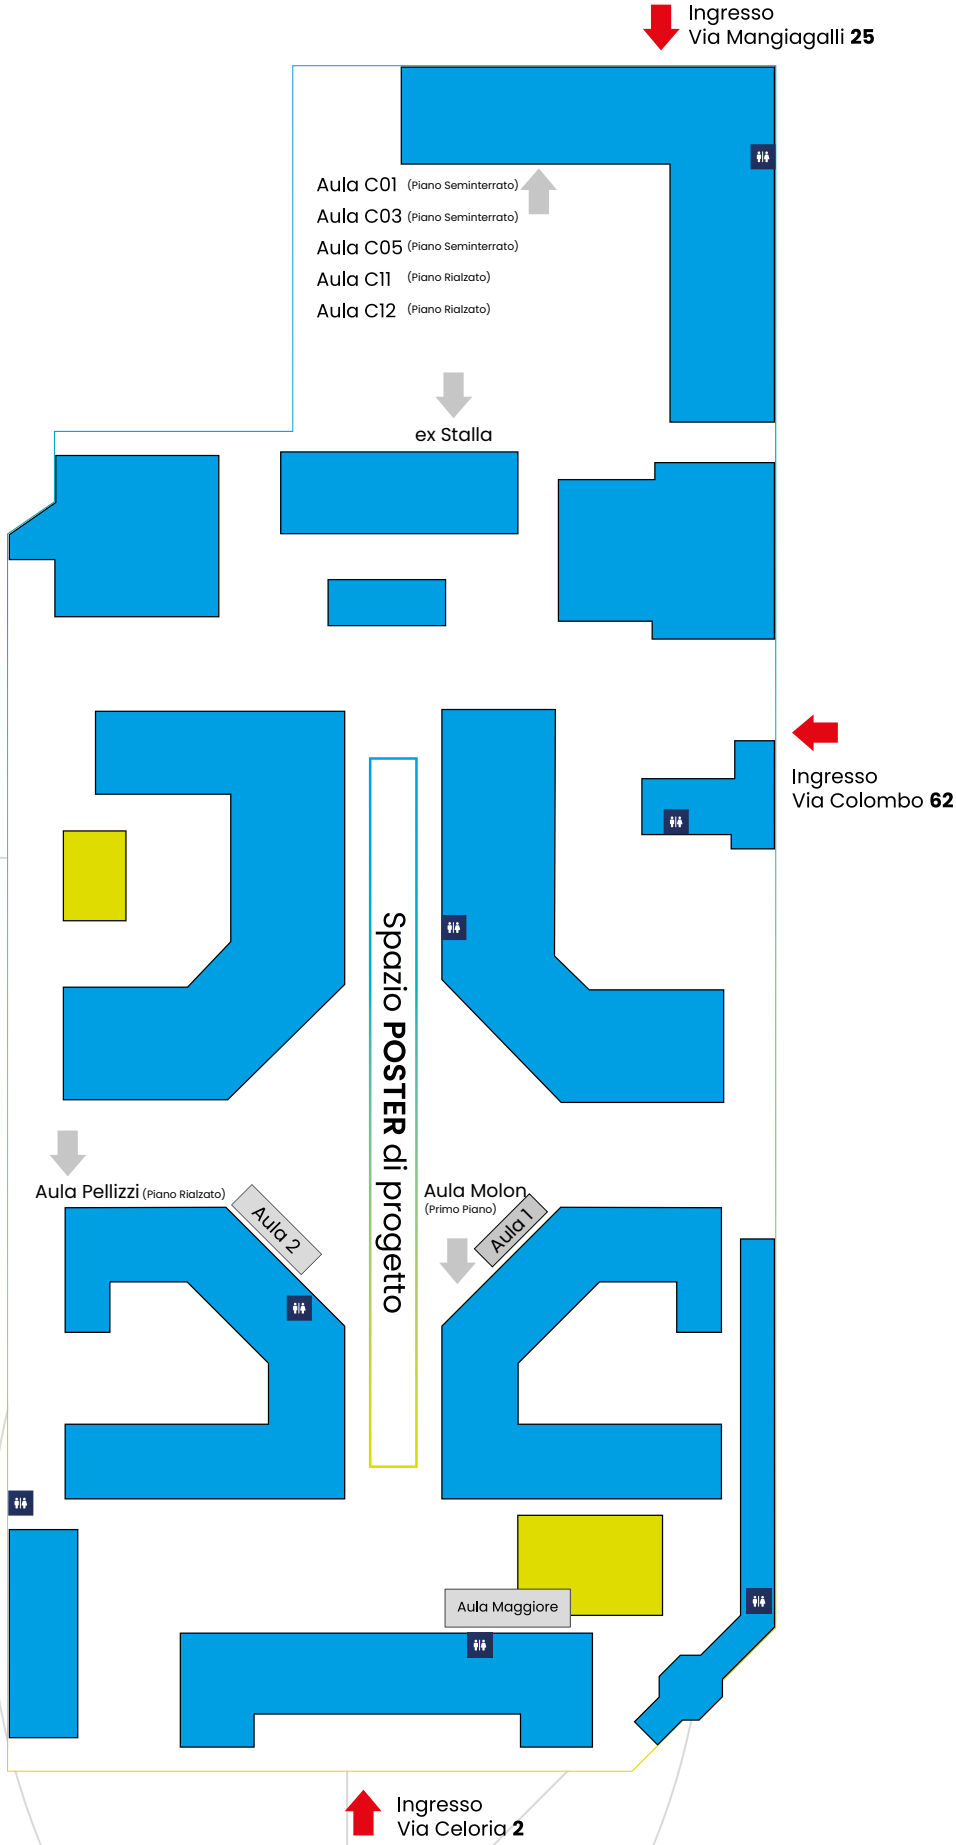 Ingresso
Via Mangiagalli 25
Aula C01 (Piano Seminterrato)
Aula C03 (Piano Seminterrato)
Aula C05 (Piano Seminterrato)
Aula C11 (Piano Rialzato)
Aula C12 (Piano Rialzato)
ex Stalla
Ingresso
Via Colombo 62
Spazio POSTER di progetto
Aula Pellizzi (Piano Rialzato)
Aula 2
Aula Molon
(Primo Piano)
Aula 1
Aula Maggiore
Ingresso
Via Celoria 2